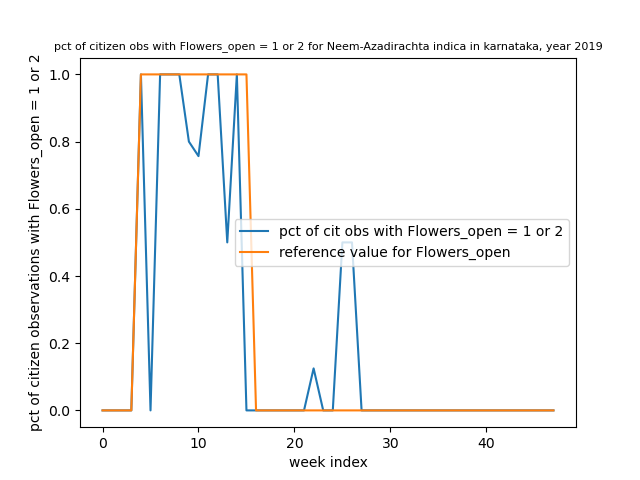 pct of citizen obs with Flowers_open = 1 or 2 for Neem-Azadirachta indica in karnataka, year 2019
pct of citizen observations with Flowers_open = 1 or 2
1.0
0.8
0.6
0.4
0.2
0.0
pct of cit obs with Flowers_open = 1 or 2
reference value for Flowers_open
0
10
20
30
40
week index